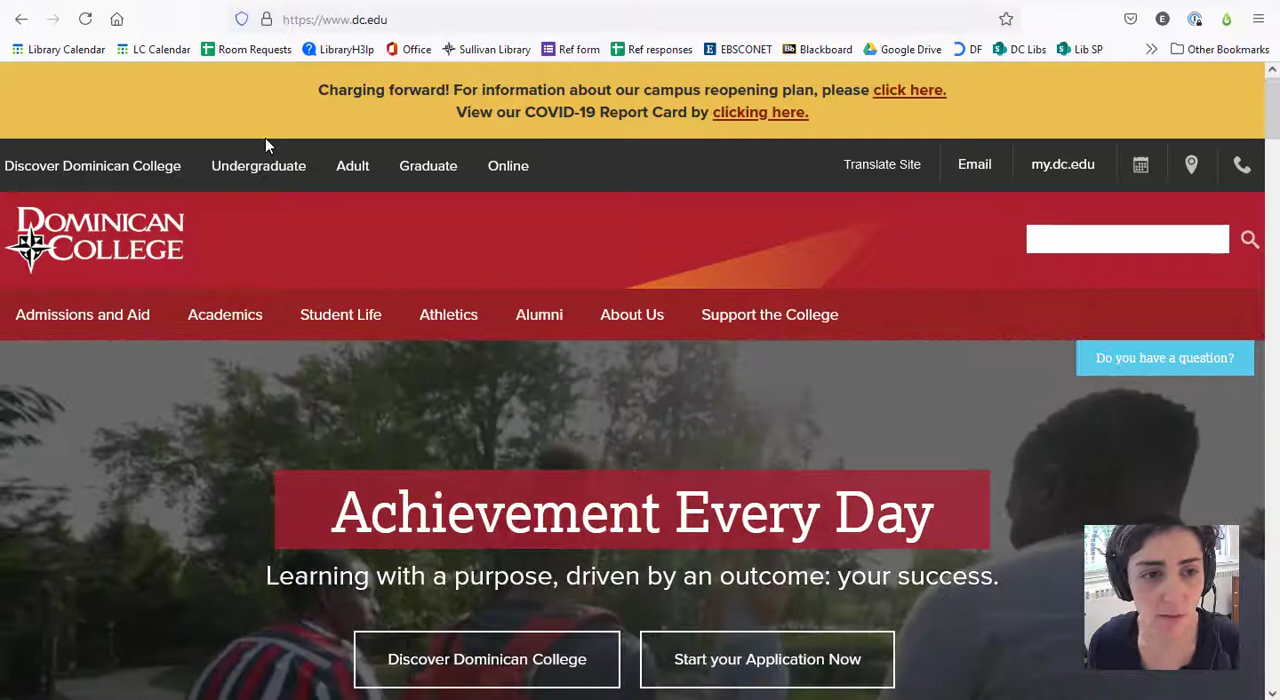 https://www.dc.edu
Library Calendar LC Calendar Room Requests LibraryH3lp Office Sullivan Library Ref form Ref responses EBSCONET Blackboard Google Drive DF DC Libs Lib SP Other Bookmarks
Charging forward! For information about our campus reopening plan, please click here.
View our COVID-19 Report Card by clicking here.
Discover Dominican College Undergraduate Adult Graduate Online Translate Site Email my.dc.edu
DOMINICAN
COLLEGE
Admissions and Aid Academics Student Life Athletics Alumni About Us Support the College
Do you have a question?
Achievement Every Day
Learning with a purpose, driven by an outcome: your success.
Discover Dominican College Start your Application Now